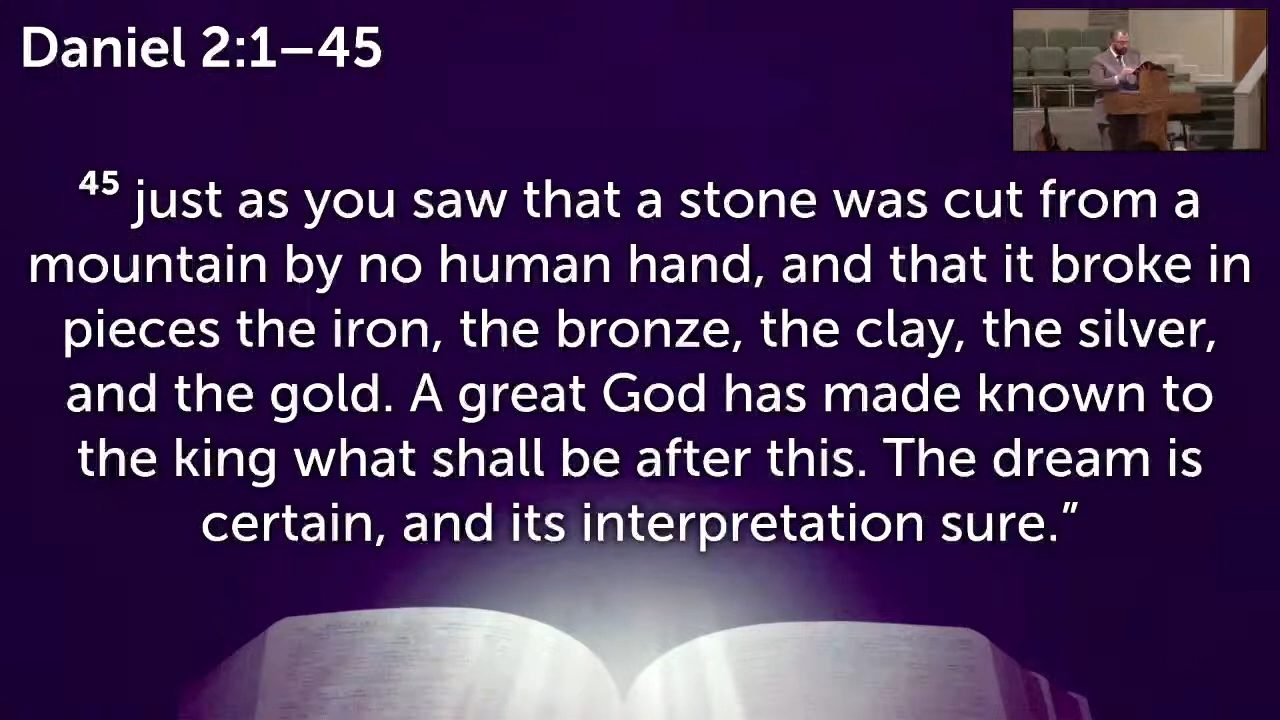 Daniel 2:1–45
45 just as you saw that a stone was cut from a
mountain by no human hand, and that it broke in
pieces the iron, the bronze, the clay, the silver,
and the gold. A great God has made known to
the king what shall be after this. The dream is
certain, and its interpretation sure.”